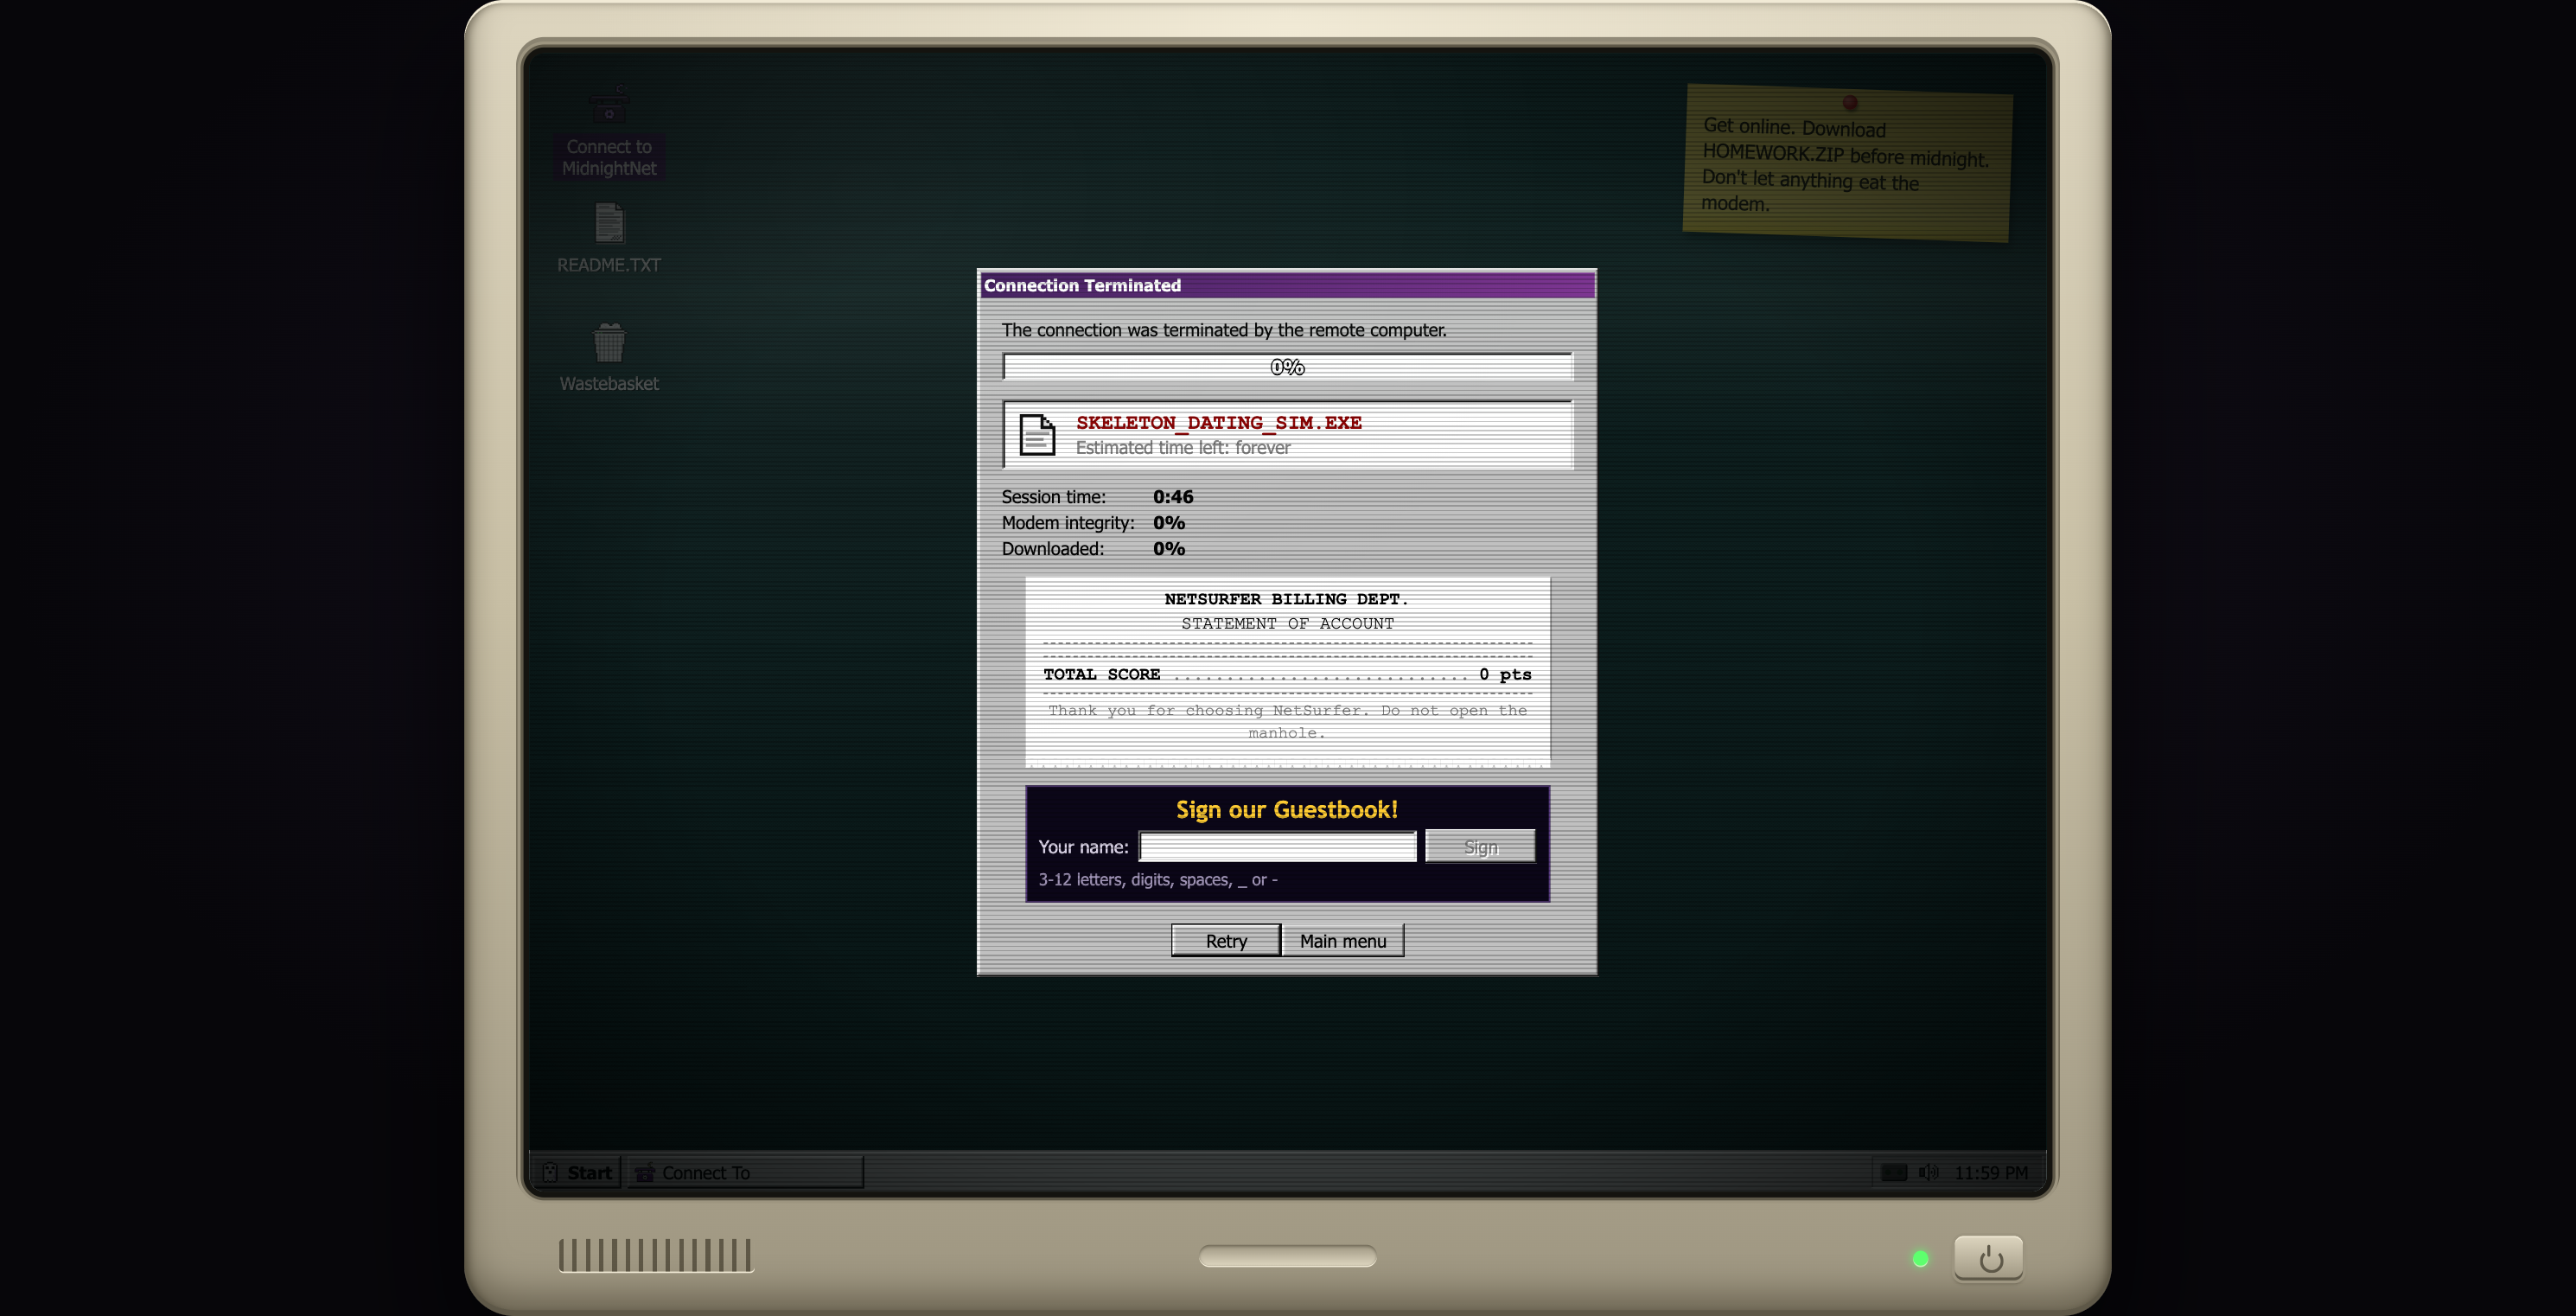 Connect to
MidnightNet
README.TXT
Wastebasket
Get online. Download
HOMEWORK.ZIP before midnight.
Don't let anything eat the
modem.
Connection Terminated
The connection was terminated by the remote computer.
0%
SKELETON_DATING_SIM.EXE
Estimated time left: forever
Session time: 0:46
Modem integrity: 0%
Downloaded: 0%
NETSURFER BILLING DEPT.
STATEMENT OF ACCOUNT
TOTAL SCORE ............................ 0 pts
Thank you for choosing NetSurfer. Do not open the
manhole.
Sign our Guestbook!
Your name: Sign
3-12 letters, digits, spaces, _ or -
Retry Main menu
Start Connect To 11:59 PM